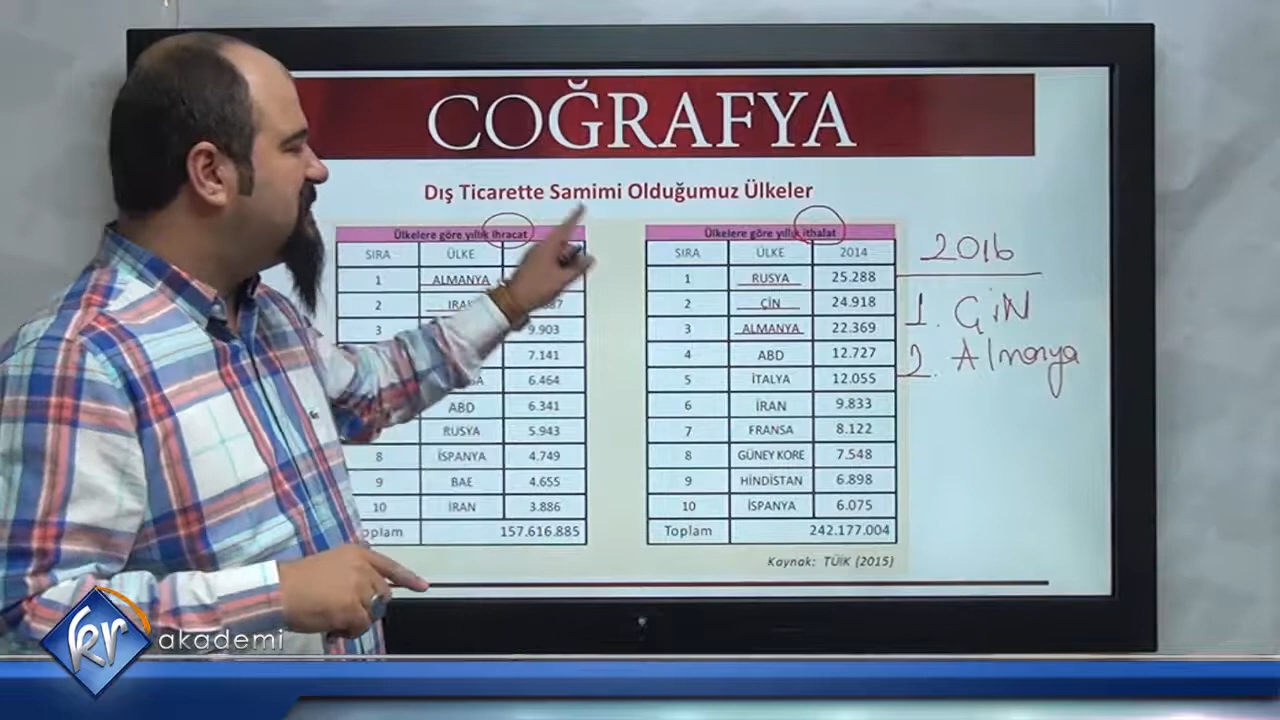 COĞRAFYA
Dış Ticarette Samimi Olduğumuz Ülkeler
Ülkelere göre yıllık ihracat
SIRA ÜLKE
1 ALMANYA
2
3 9.903
7.141
6.464
ABD 6.341
RUSYA 5.943
8 İSPANYA 4.749
9 BAE 4.655
10 İRAN 3.886
157.616.885
Ülkelere göre yıllık ithalat
SIRA ÜLKE 2014
1 RUSYA 25.288
2 ÇİN 24.918
3 ALMANYA 22.369
4 ABD 12.727
5 İTALYA 12.055
6 İRAN 9.833
7 FRANSA 8.122
8 GÜNEY KORE 7.548
9 HİNDİSTAN 6.898
10 İSPANYA 6.075
Toplam 242.177.004
Kaynak: TÜİK (2015)
2016
1. ÇİN
2. Almanya
kr akademi